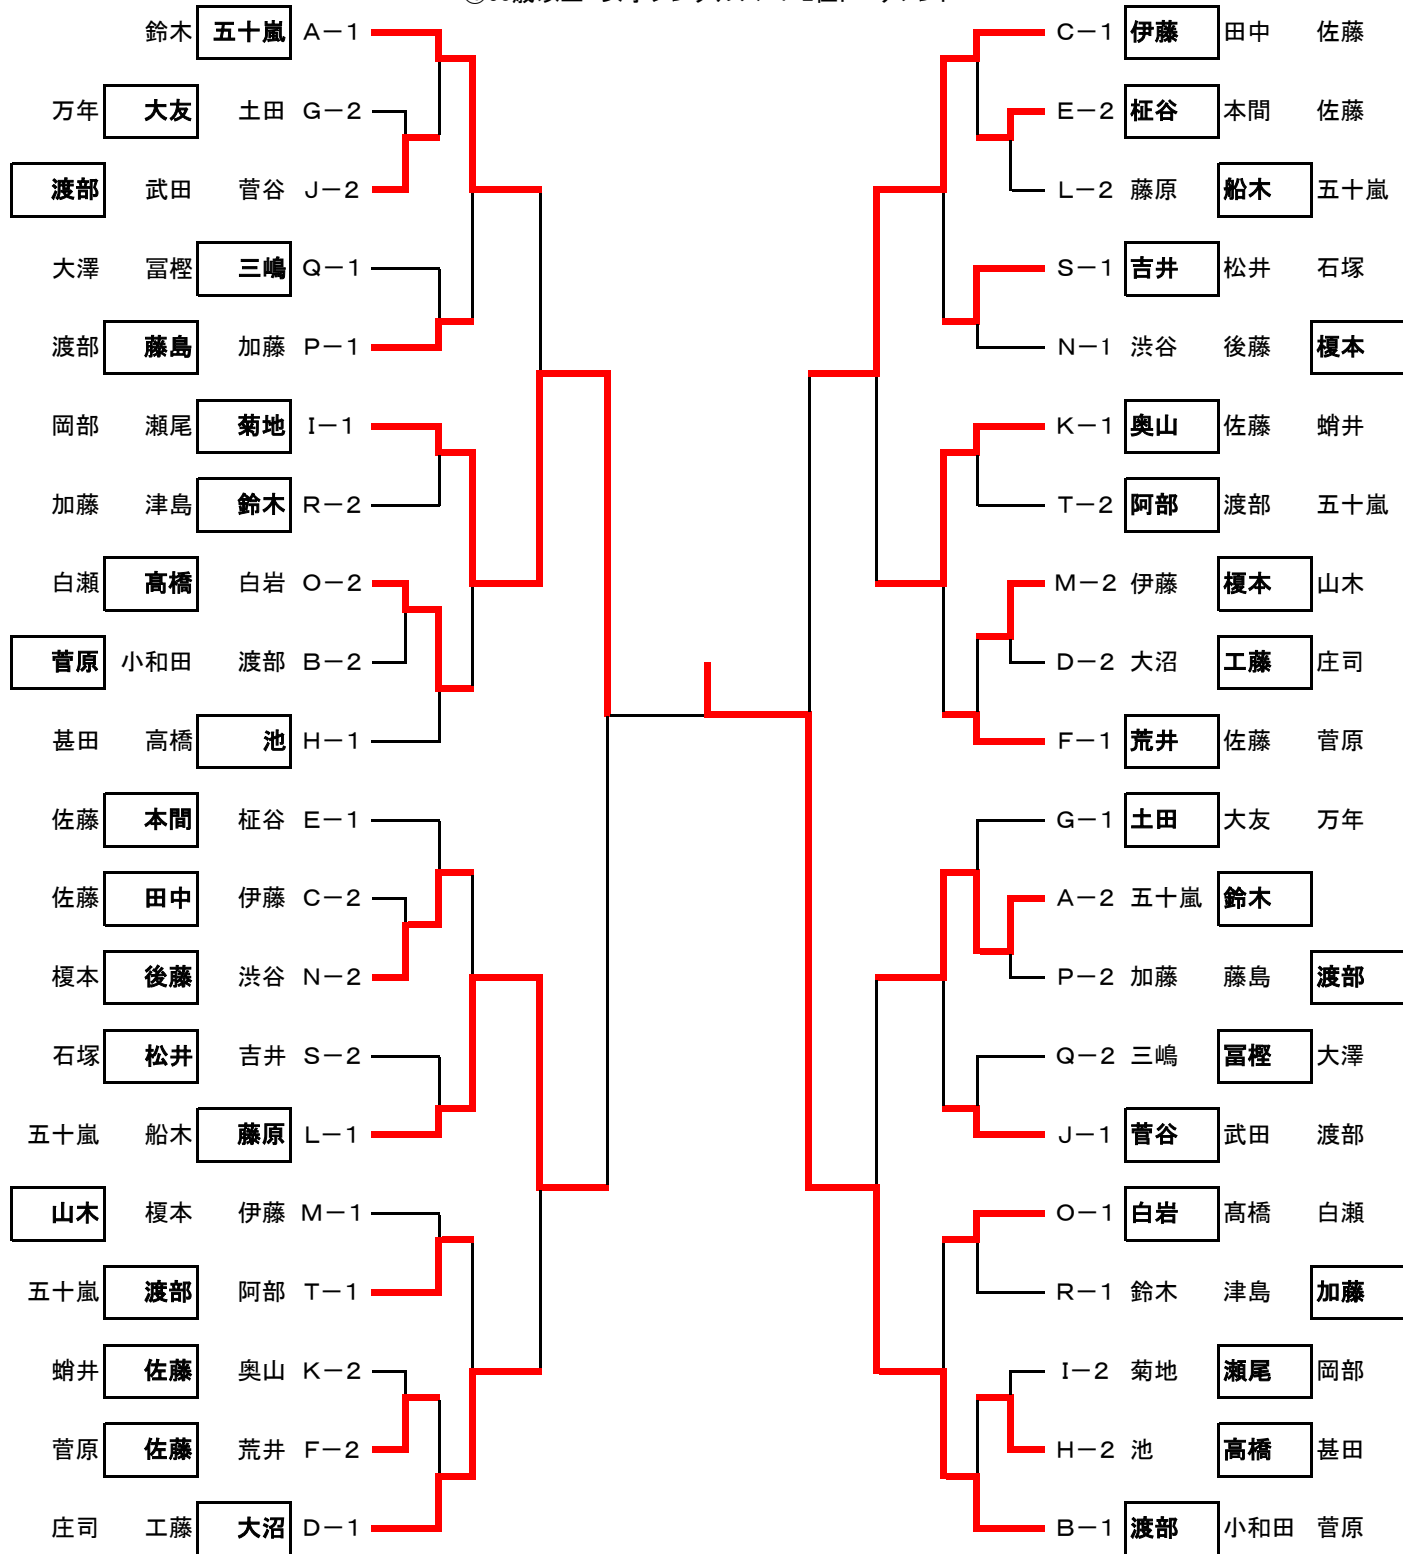 鈴木 五十嵐 A－1 C－1 伊藤 田中 佐藤
万年 大友 土田 G－2 E－2 柾谷 本間 佐藤
渡部 武田 菅谷 J－2 L－2 藤原 船木 五十嵐
大澤 冨樫 三嶋 Q－1 S－1 吉井 松井 石塚
渡部 藤島 加藤 P－1 N－1 渋谷 後藤 榎本
岡部 瀬尾 菊地 I－1 K－1 奥山 佐藤 蛸井
加藤 津島 鈴木 R－2 T－2 阿部 渡部 五十嵐
白瀬 髙橋 白岩 O－2 M－2 伊藤 榎本 山木
菅原 小和田 渡部 B－2 D－2 大沼 工藤 庄司
甚田 高橋 池 H－1 F－1 荒井 佐藤 菅原
佐藤 本間 柾谷 E－1 G－1 土田 大友 万年
佐藤 田中 伊藤 C－2 A－2 五十嵐 鈴木
榎本 後藤 渋谷 N－2 P－2 加藤 藤島 渡部
石塚 松井 吉井 S－2 Q－2 三嶋 冨樫 大澤
五十嵐 船木 藤原 L－1 J－1 菅谷 武田 渡部
山木 榎本 伊藤 M－1 O－1 白岩 髙橋 白瀬
五十嵐 渡部 阿部 T－1 R－1 鈴木 津島 加藤
蛸井 佐藤 奥山 K－2 I－2 菊地 瀬尾 岡部
菅原 佐藤 荒井 F－2 H－2 池 高橋 甚田
庄司 工藤 大沼 D－1 B－1 渡部 小和田 菅原